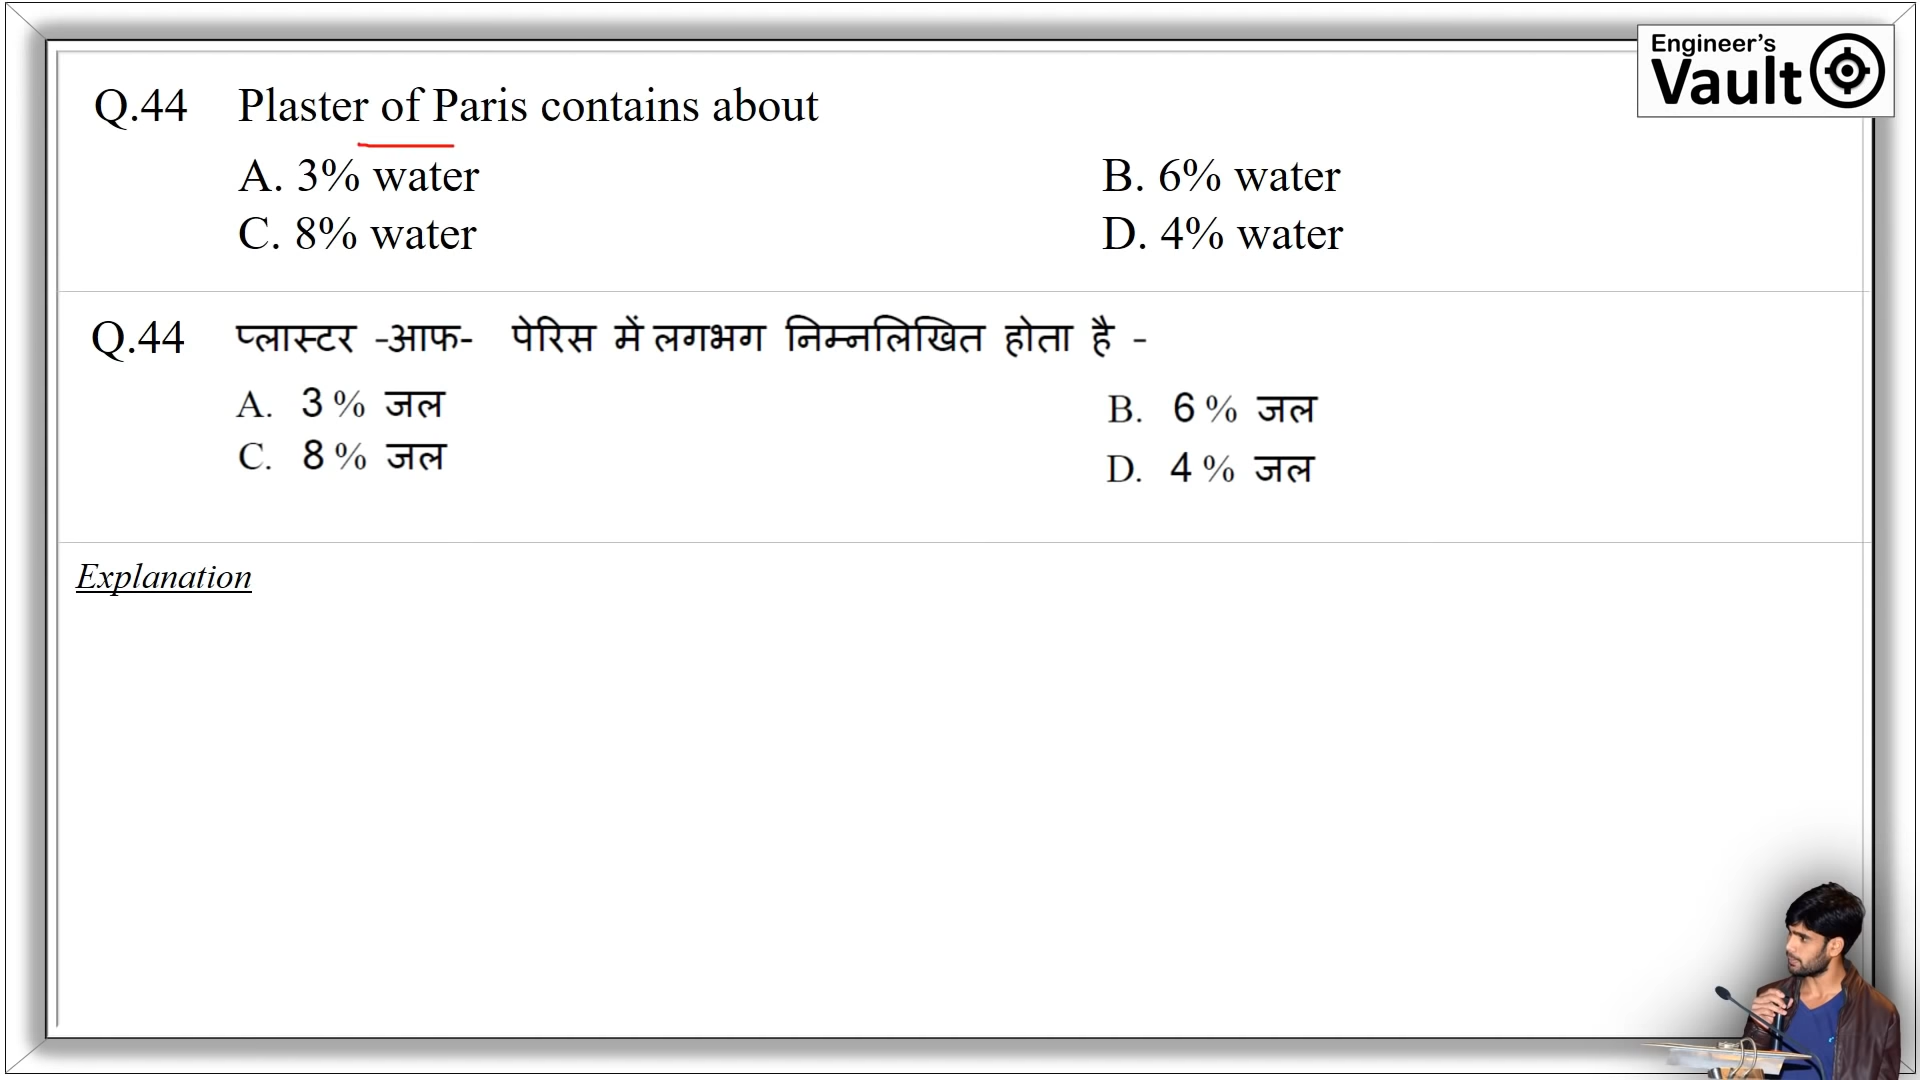 Engineer's
Vault
Q.44 Plaster of Paris contains about
A. 3% water B. 6% water
C. 8% water D. 4% water
Q.44 प्लास्टर -आफ- पेरिस में लगभग निम्नलिखित होता है -
A. 3 % जल B. 6 % जल
C. 8 % जल D. 4 % जल
Explanation